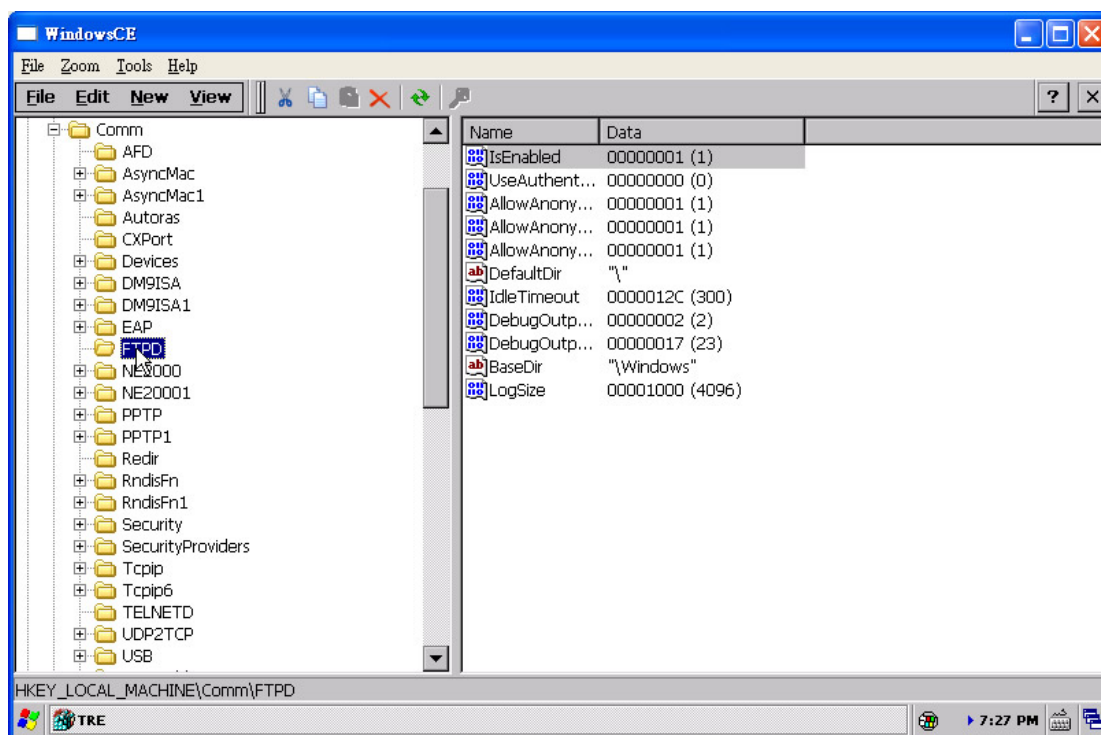 WindowsCE
File Zoom Tools Help
File Edit New View
? ×
Comm
AFD
AsyncMac
AsyncMac1
Autoras
CXPort
Devices
DM9ISA
DM9ISA1
EAP
FTPD
NE2000
NE20001
PPTP
PPTP1
Redir
RndisFn
RndisFn1
Security
SecurityProviders
Tcpip
Tcpip6
TELNETD
UDP2TCP
USB
Name Data
IsEnabled 00000001 (1)
UseAuthent... 00000000 (0)
AllowAnony... 00000001 (1)
AllowAnony... 00000001 (1)
AllowAnony... 00000001 (1)
DefaultDir "\"
IdleTimeout 0000012C (300)
DebugOutp... 00000002 (2)
DebugOutp... 00000017 (23)
BaseDir "\Windows"
LogSize 00001000 (4096)
HKEY_LOCAL_MACHINE\Comm\FTPD
TRE 7:27 PM